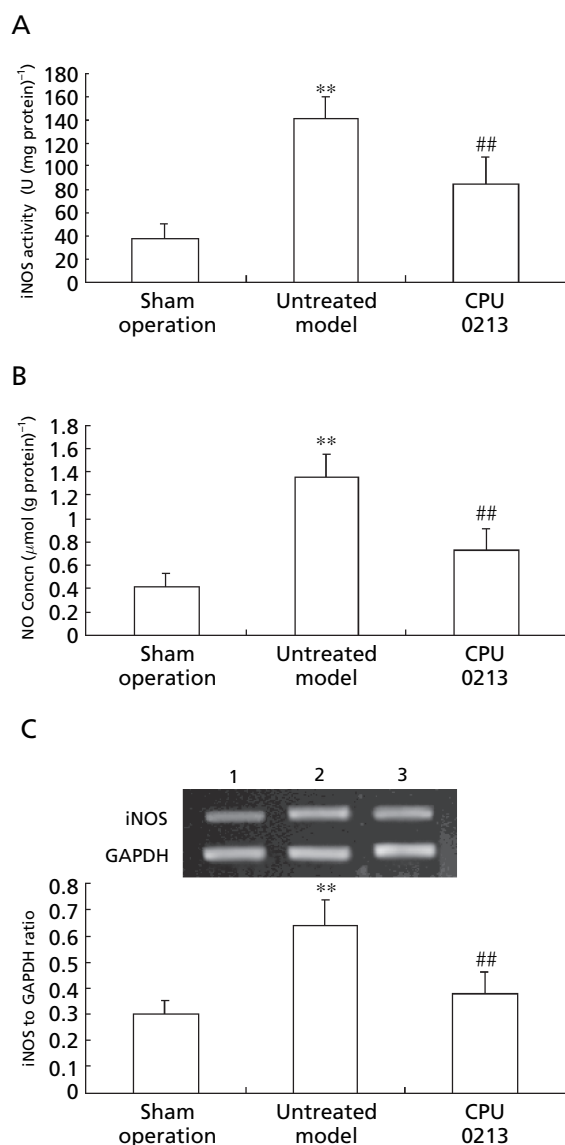 A
iNOS activity (U (mg protein)⁻¹)
180
160
140
120
100
80
60
40
20
0
**
##
Sham operation
Untreated model
CPU 0213
B
NO Concn (μmol (g protein)⁻¹)
1.8
1.6
1.4
1.2
1
0.8
0.6
0.4
0.2
0
**
##
Sham operation
Untreated model
CPU 0213
C
1 2 3
iNOS
GAPDH
iNOS to GAPDH ratio
0.8
0.7
0.6
0.5
0.4
0.3
0.2
0.1
0
**
##
Sham operation
Untreated model
CPU 0213